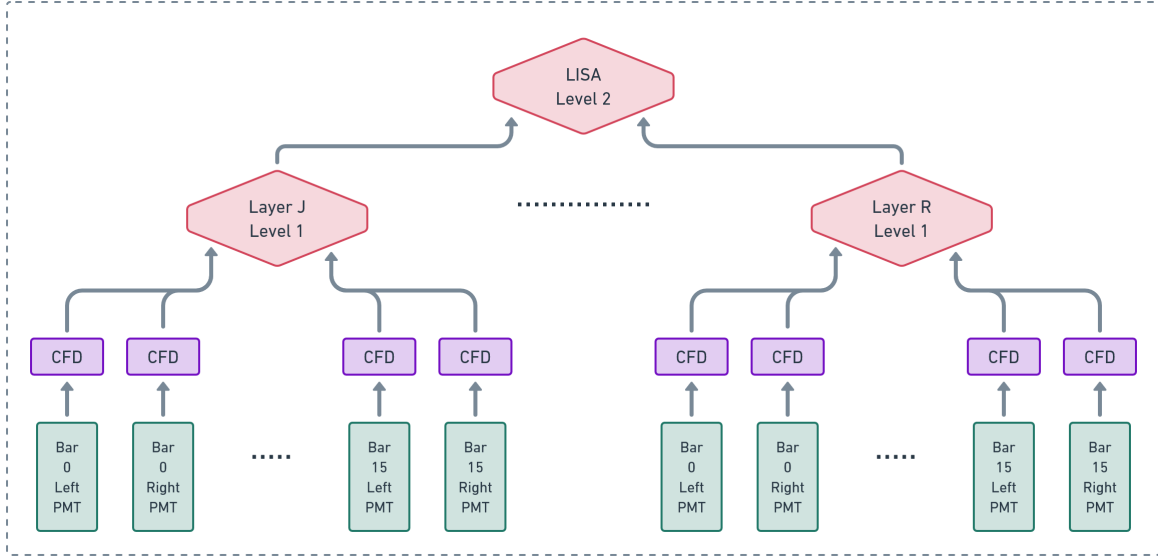 LISA
Level 2
Layer J
Level 1
Layer R
Level 1
CFD
CFD
CFD
CFD
CFD
CFD
CFD
CFD
Bar
0
Left
PMT
Bar
0
Right
PMT
Bar
15
Left
PMT
Bar
15
Right
PMT
Bar
0
Left
PMT
Bar
0
Right
PMT
Bar
15
Left
PMT
Bar
15
Right
PMT